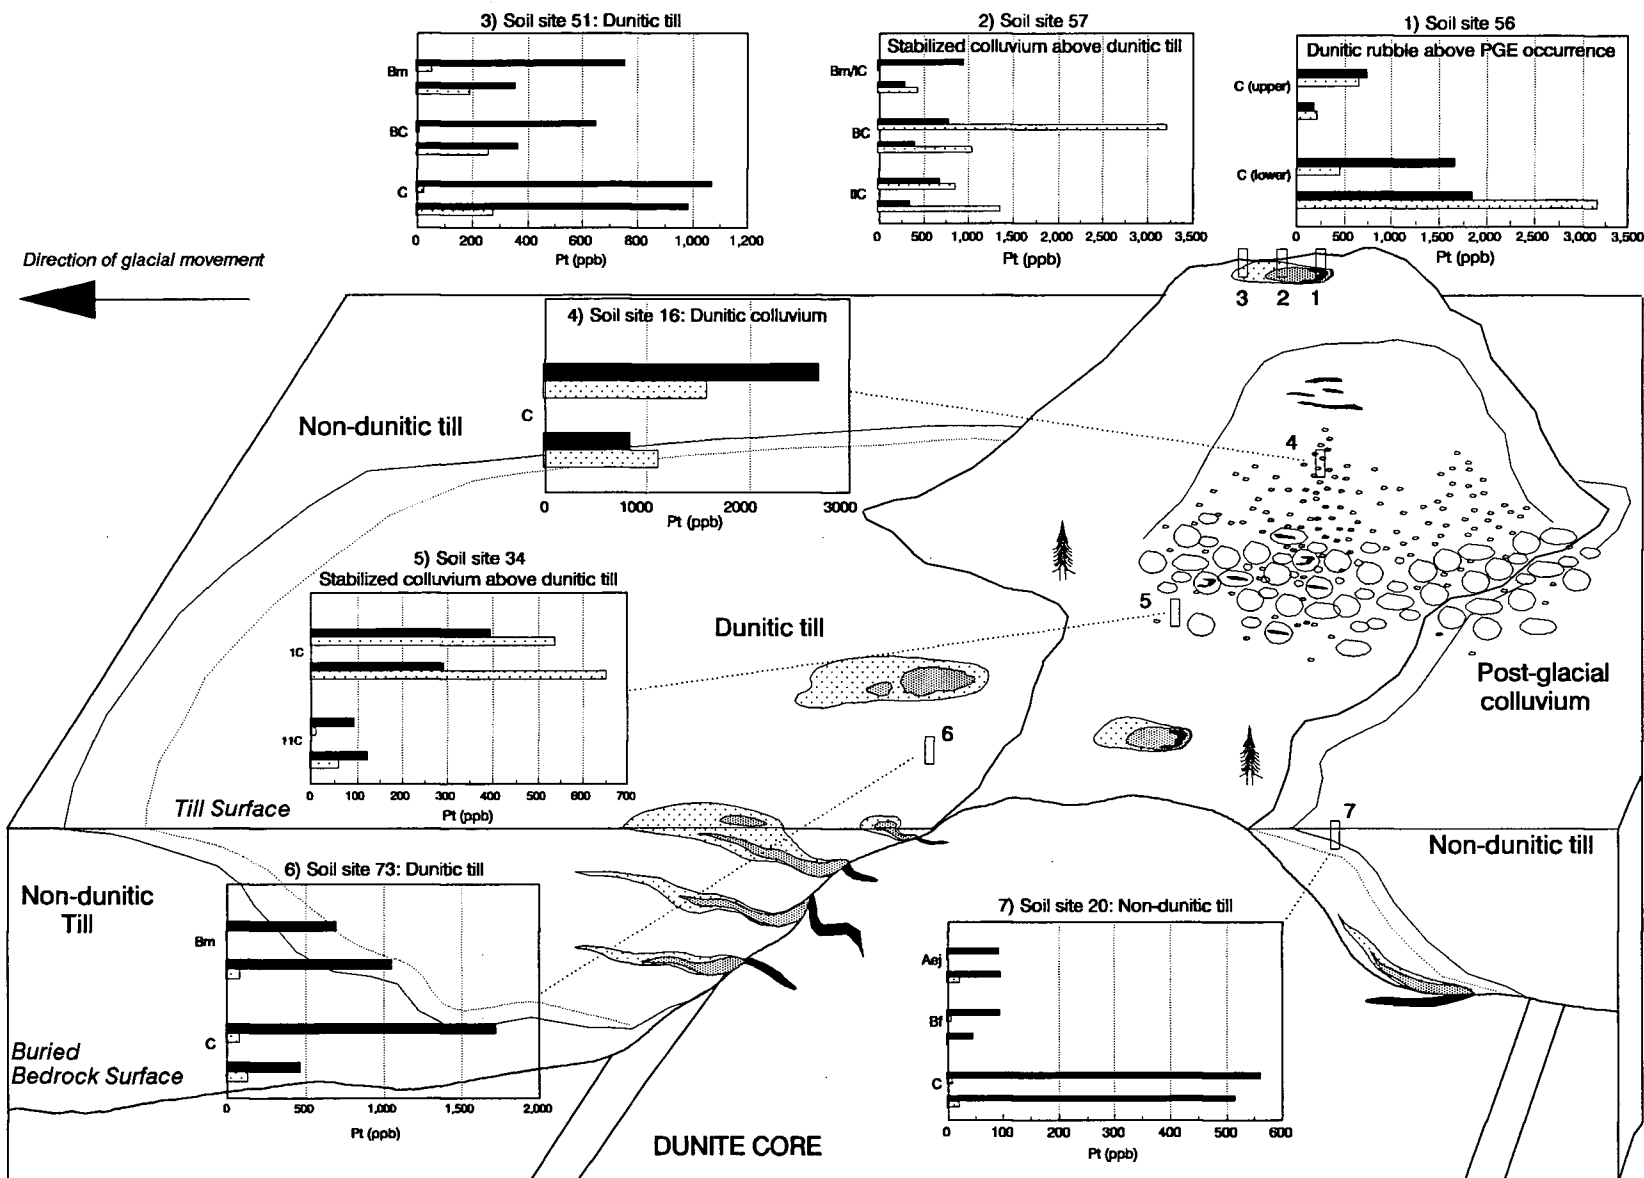 3) Soil site 51: Dunitic till
Bm
BC
C
0 200 400 600 800 1,000 1,200
Pt (ppb)
2) Soil site 57
Stabilized colluvium above dunitic till
Bm/IC
BC
IIC
0 500 1,000 1,500 2,000 2,500 3,000 3,500
Pt (ppb)
1) Soil site 56
Dunitic rubble above PGE occurrence
C (upper)
C (lower)
0 500 1,000 1,500 2,000 2,500 3,000 3,500
Pt (ppb)
Direction of glacial movement
3 2 1
4) Soil site 16: Dunitic colluvium
C
0 1000 2000 3000
Pt (ppb)
Non-dunitic till
4
5) Soil site 34
Stabilized colluvium above dunitic till
1C
11C
0 100 200 300 400 500 600 700
Pt (ppb)
5
Dunitic till
Post-glacial
colluvium
6
Till Surface
7
Non-dunitic till
Non-dunitic
Till
6) Soil site 73: Dunitic till
Bm
C
0 500 1,000 1,500 2,000
Pt (ppb)
7) Soil site 20: Non-dunitic till
Aej
Bf
C
0 100 200 300 400 500 600
Pt (ppb)
Buried
Bedrock Surface
DUNITE CORE